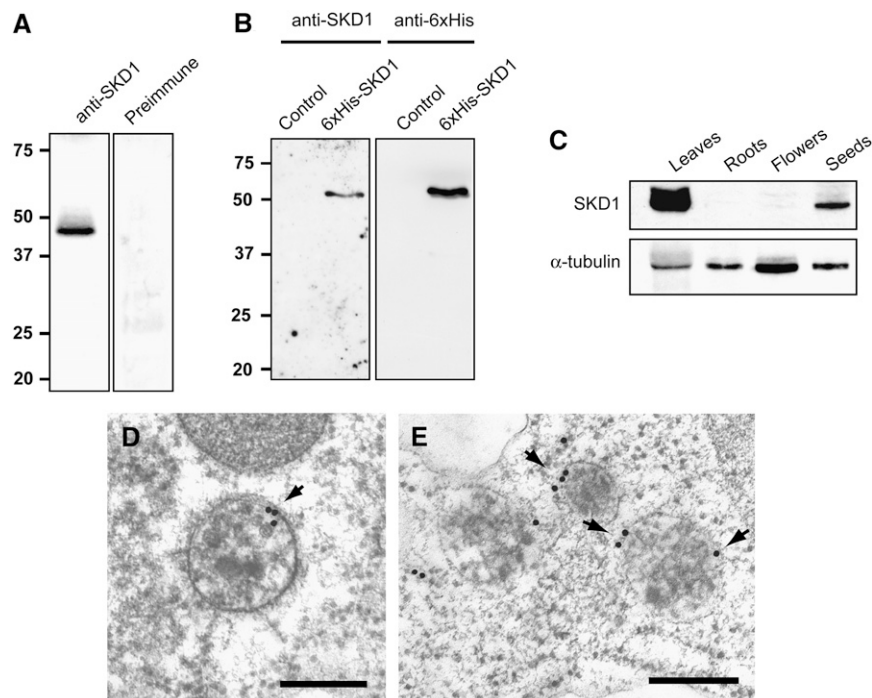 A
anti-SKD1
Preimmune
75
50
37
25
20
B
anti-SKD1
anti-6xHis
Control
6xHis-SKD1
Control
6xHis-SKD1
75
50
37
25
20
C
Leaves
Roots
Flowers
Seeds
SKD1
α-tubulin
D
E